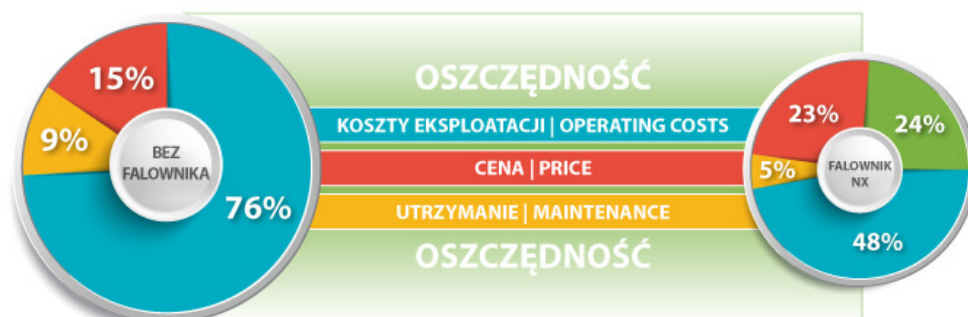 15%
9%
BEZ
FALOWNIKA
76%
OSZCZĘDNOŚĆ
KOSZTY EKSPLOATACJI | OPERATING COSTS
CENA | PRICE
UTRZYMANIE | MAINTENANCE
OSZCZĘDNOŚĆ
23%
24%
5%
FALOWNIK
NX
48%